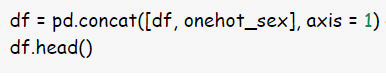 df = pd.concat([df, onehot_sex], axis = 1)
df.head()